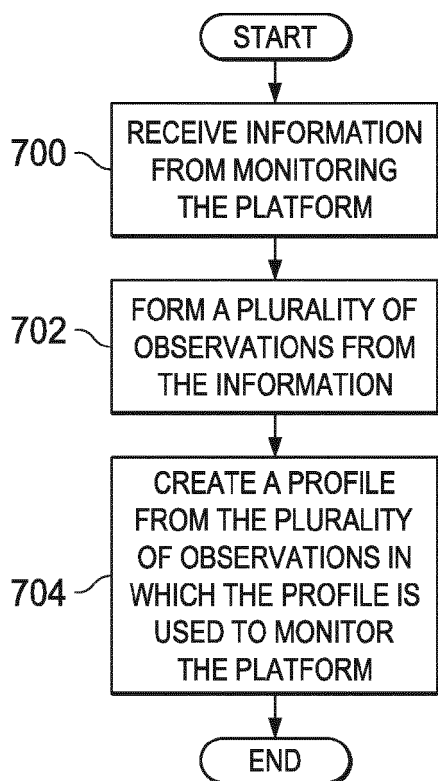 START
700
RECEIVE INFORMATION
FROM MONITORING
THE PLATFORM
702
FORM A PLURALITY OF
OBSERVATIONS FROM
THE INFORMATION
704
CREATE A PROFILE
FROM THE PLURALITY
OF OBSERVATIONS IN
WHICH THE PROFILE IS
USED TO MONITOR
THE PLATFORM
END